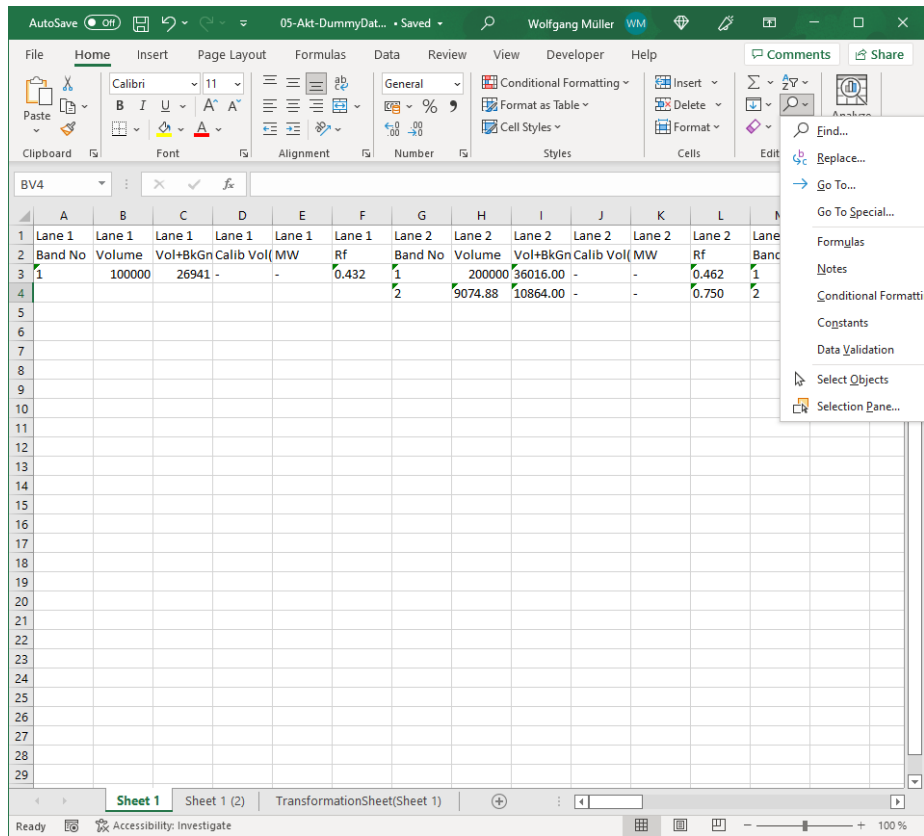 AutoSave Off 05-Akt-DummyDat... • Saved Wolfgang Müller WM
File Home Insert Page Layout Formulas Data Review View Developer Help Comments Share
Calibri 11 General Conditional Formatting Insert
Paste B I U Format as Table Delete
Cell Styles Format
Clipboard Font Alignment Number Styles Cells
Find...
Replace...
Go To...
Go To Special...
Formulas
Notes
Constants
Data Validation
Select Objects
Selection Pane...
BV4 fx
A B C D E F G H I J K L
1 Lane 1 Lane 1 Lane 1 Lane 1 Lane 1 Lane 1 Lane 2 Lane 2 Lane 2 Lane 2 Lane 2 Lane 2 Lane
2 Band No Volume Vol+BkGn Calib Vol( MW Rf Band No Volume Vol+BkGn Calib Vol( MW Rf Band
3 1 100000 26941 - - 0.432 1 200000 36016.00 - - 0.462 1
4 2 9074.88 10864.00 - - 0.750 2
5
6
7
8
9
10
11
12
13
14
15
16
17
18
19
20
21
22
23
24
25
26
27
28
29
Sheet 1 Sheet 1 (2) TransformationSheet(Sheet 1)
Ready Accessibility: Investigate 100 %